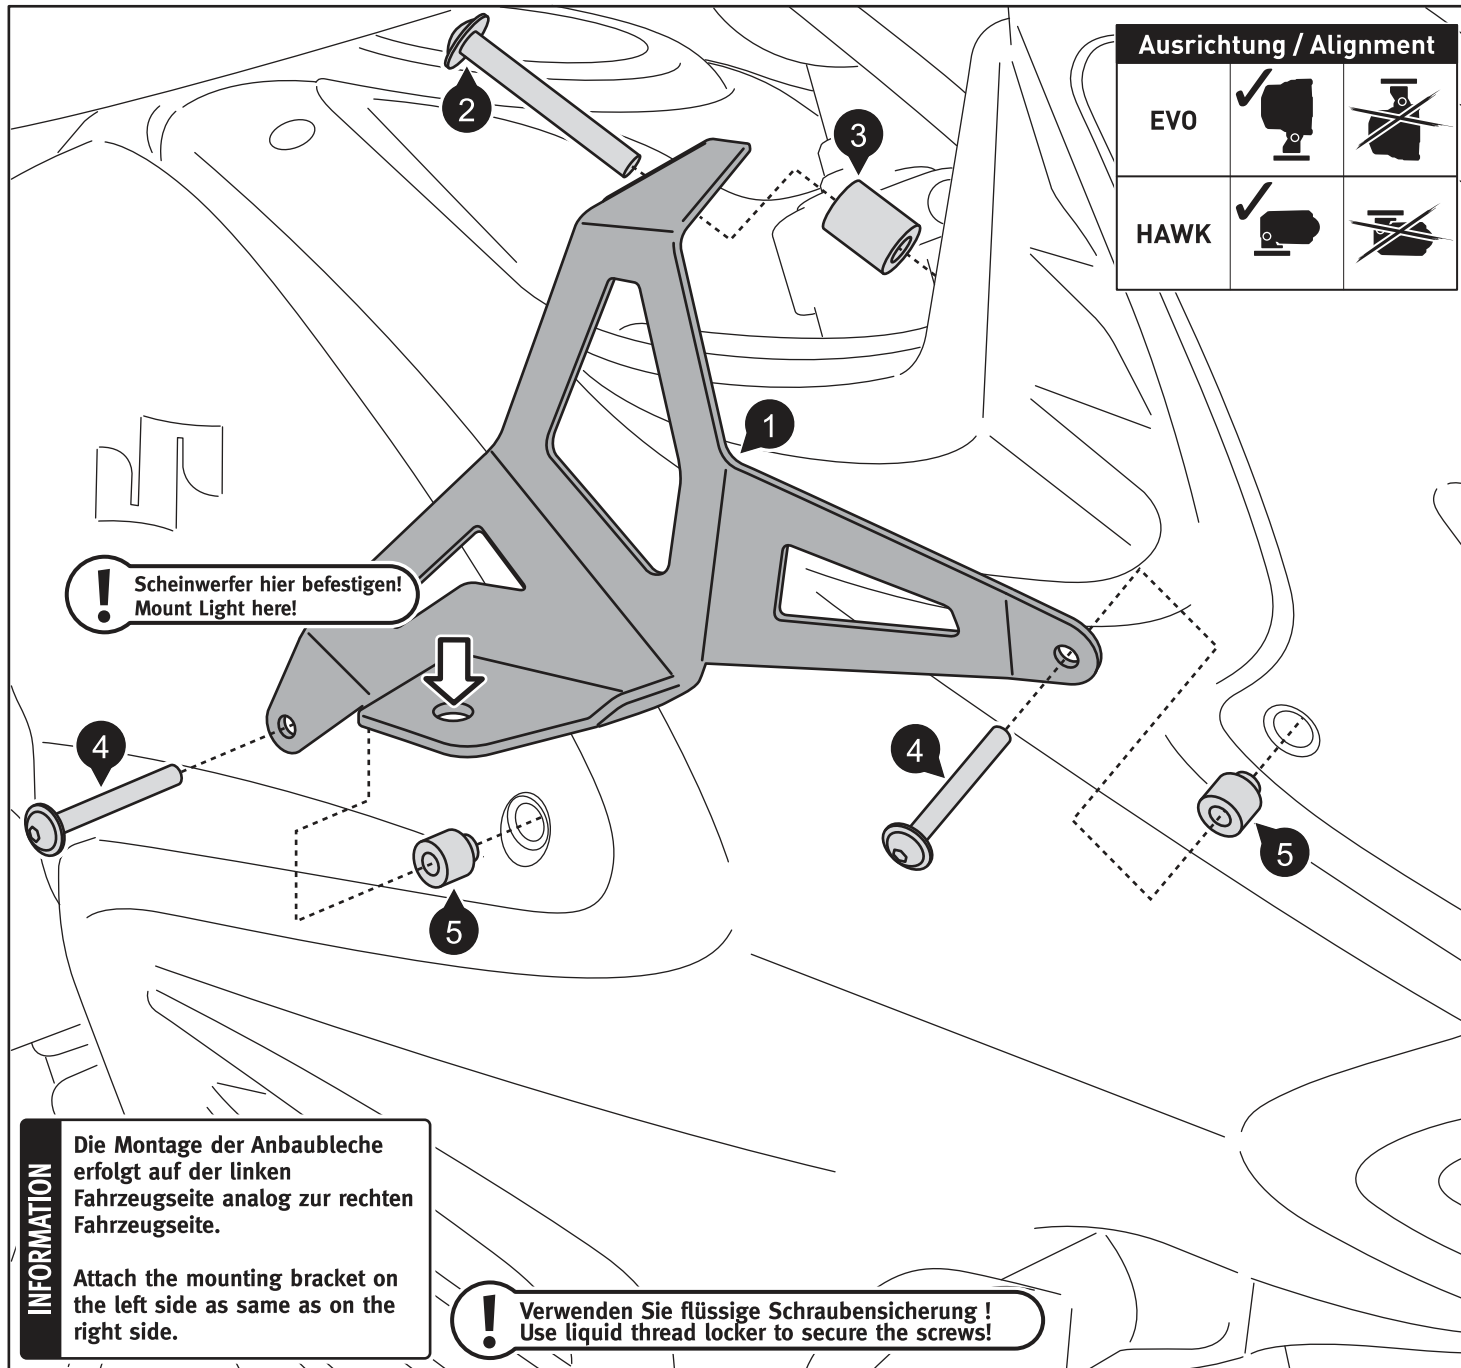 2
3
Ausrichtung / Alignment
EVO
HAWK
1
Scheinwerfer hier befestigen!
Mount Light here!
4
4
5
5
INFORMATION
Die Montage der Anbaubleche
erfolgt auf der linken
Fahrzeugseite analog zur rechten
Fahrzeugseite.
Attach the mounting bracket on
the left side as same as on the
right side.
Verwenden Sie flüssige Schraubensicherung !
Use liquid thread locker to secure the screws!